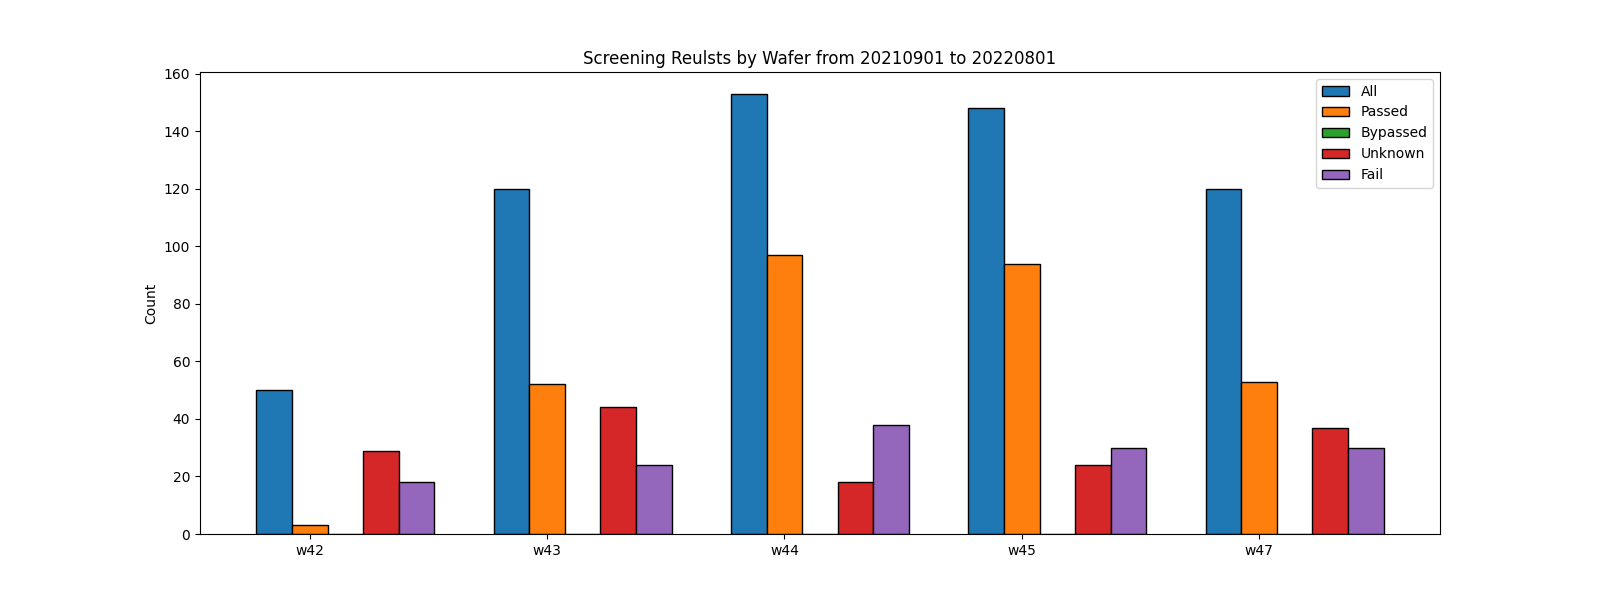 Screening Reulsts by Wafer from 20210901 to 20220801
160
140
120
100
80
60
40
20
0
Count
All
Passed
Bypassed
Unknown
Fail
w42 w43 w44 w45 w47